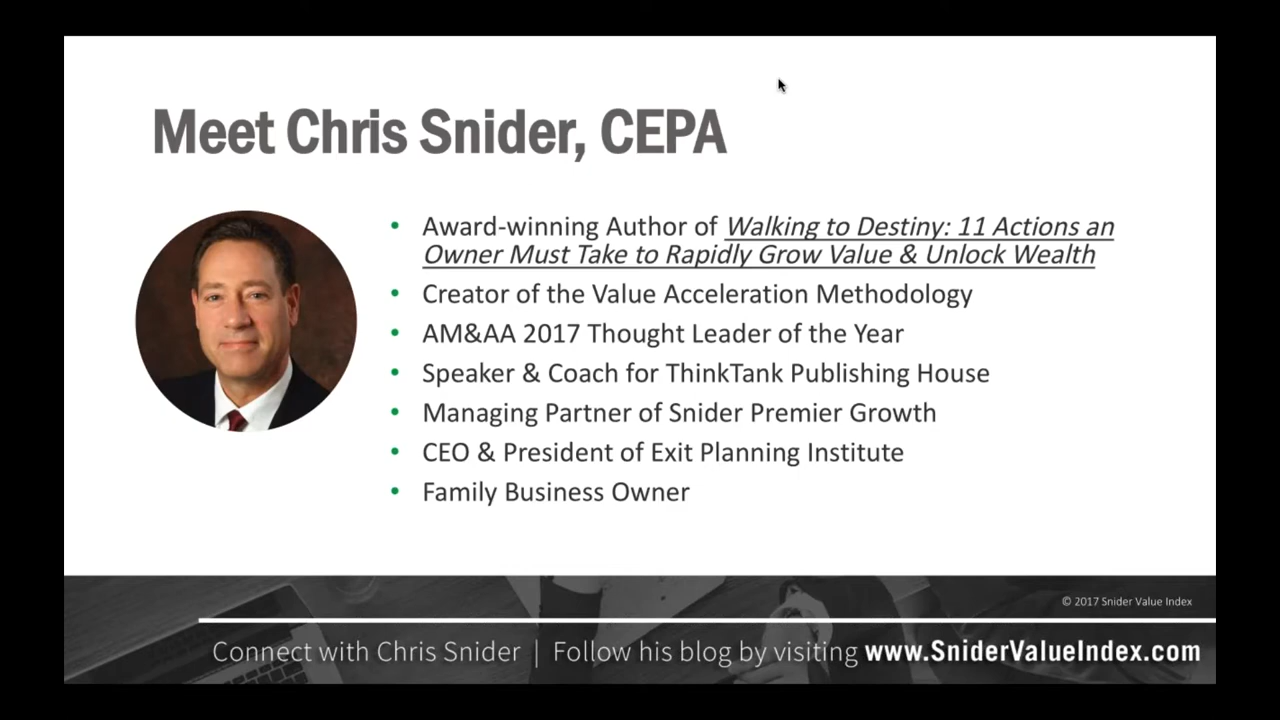 Meet Chris Snider, CEPA
• Award-winning Author of Walking to Destiny: 11 Actions an
Owner Must Take to Rapidly Grow Value & Unlock Wealth
• Creator of the Value Acceleration Methodology
• AM&AA 2017 Thought Leader of the Year
• Speaker & Coach for ThinkTank Publishing House
• Managing Partner of Snider Premier Growth
• CEO & President of Exit Planning Institute
• Family Business Owner
© 2017 Snider Value Index
Connect with Chris Snider | Follow his blog by visiting www.SniderValueIndex.com